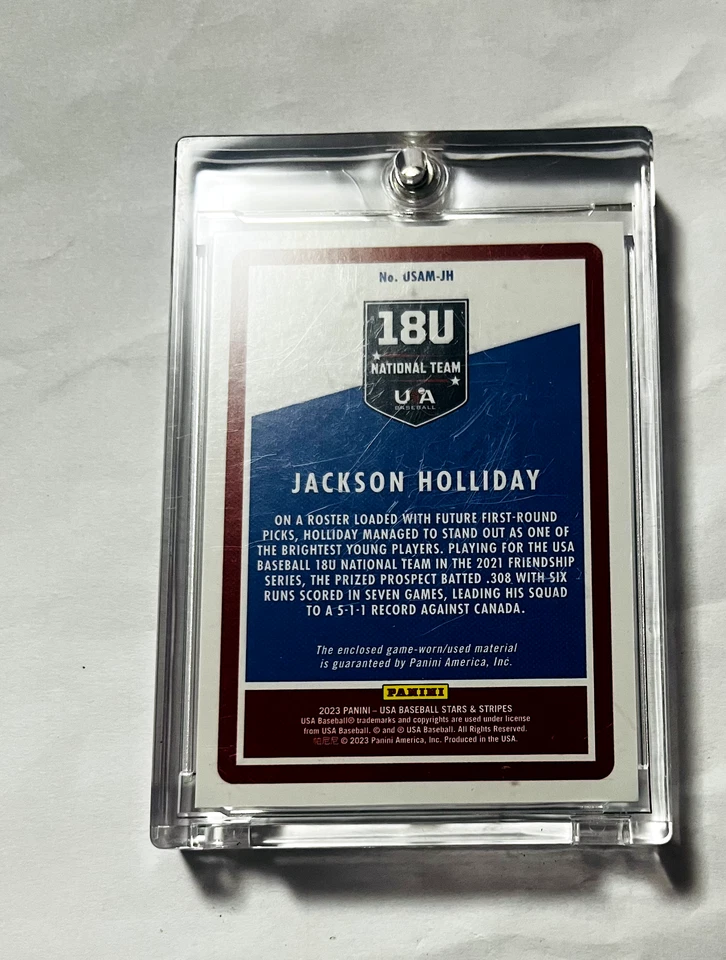 No. USAM-JH
18U
NATIONAL TEAM
USA
BASEBALL
JACKSON HOLLIDAY
ON A ROSTER LOADED WITH FUTURE FIRST-ROUND
PICKS, HOLLIDAY MANAGED TO STAND OUT AS ONE OF
THE BRIGHTEST YOUNG PLAYERS. PLAYING FOR THE USA
BASEBALL 18U NATIONAL TEAM IN THE 2021 FRIENDSHIP
SERIES, THE PRIZED PROSPECT BATTED .308 WITH SIX
RUNS SCORED IN SEVEN GAMES, LEADING HIS SQUAD
TO A 5-1-1 RECORD AGAINST CANADA.
The enclosed game-worn/used material
is guaranteed by Panini America, Inc.
PANINI
2023 PANINI – USA BASEBALL STARS & STRIPES
USA Baseball® trademarks and copyrights are used under license
from USA Baseball. © and ® USA Baseball. All Rights Reserved.
帕尼尼 © 2023 Panini America, Inc. Produced in the USA.